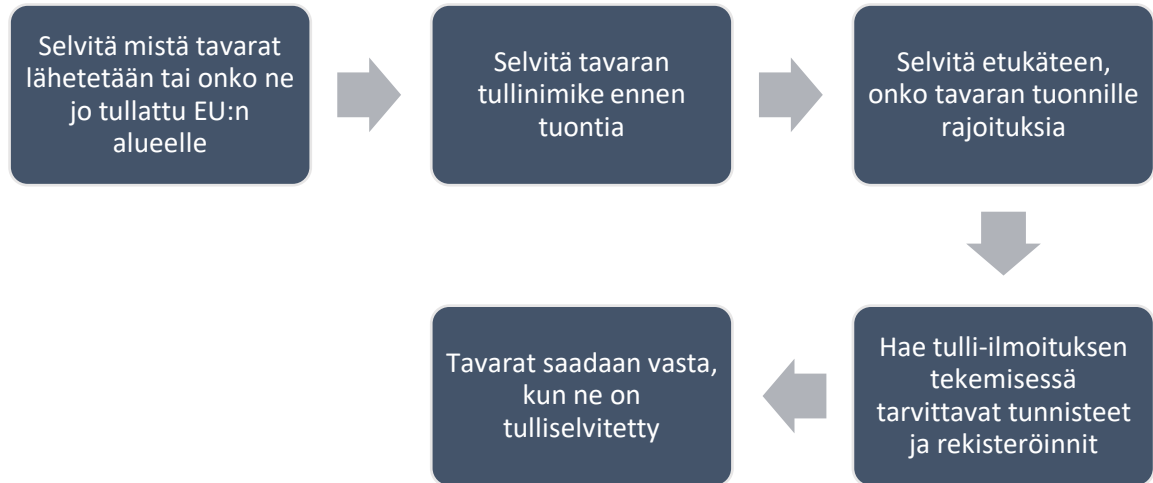 Selvitä mistä tavarat
lähetetään tai onko ne
jo tullattu EU:n
alueelle
Selvitä tavaran
tullinimike ennen
tuontia
Selvitä etukäteen,
onko tavaran tuonnille
rajoituksia
Hae tulli-ilmoituksen
tekemisessä
tarvittavat tunnisteet
ja rekisteröinnit
Tavarat saadaan vasta,
kun ne on
tulliselvitetty